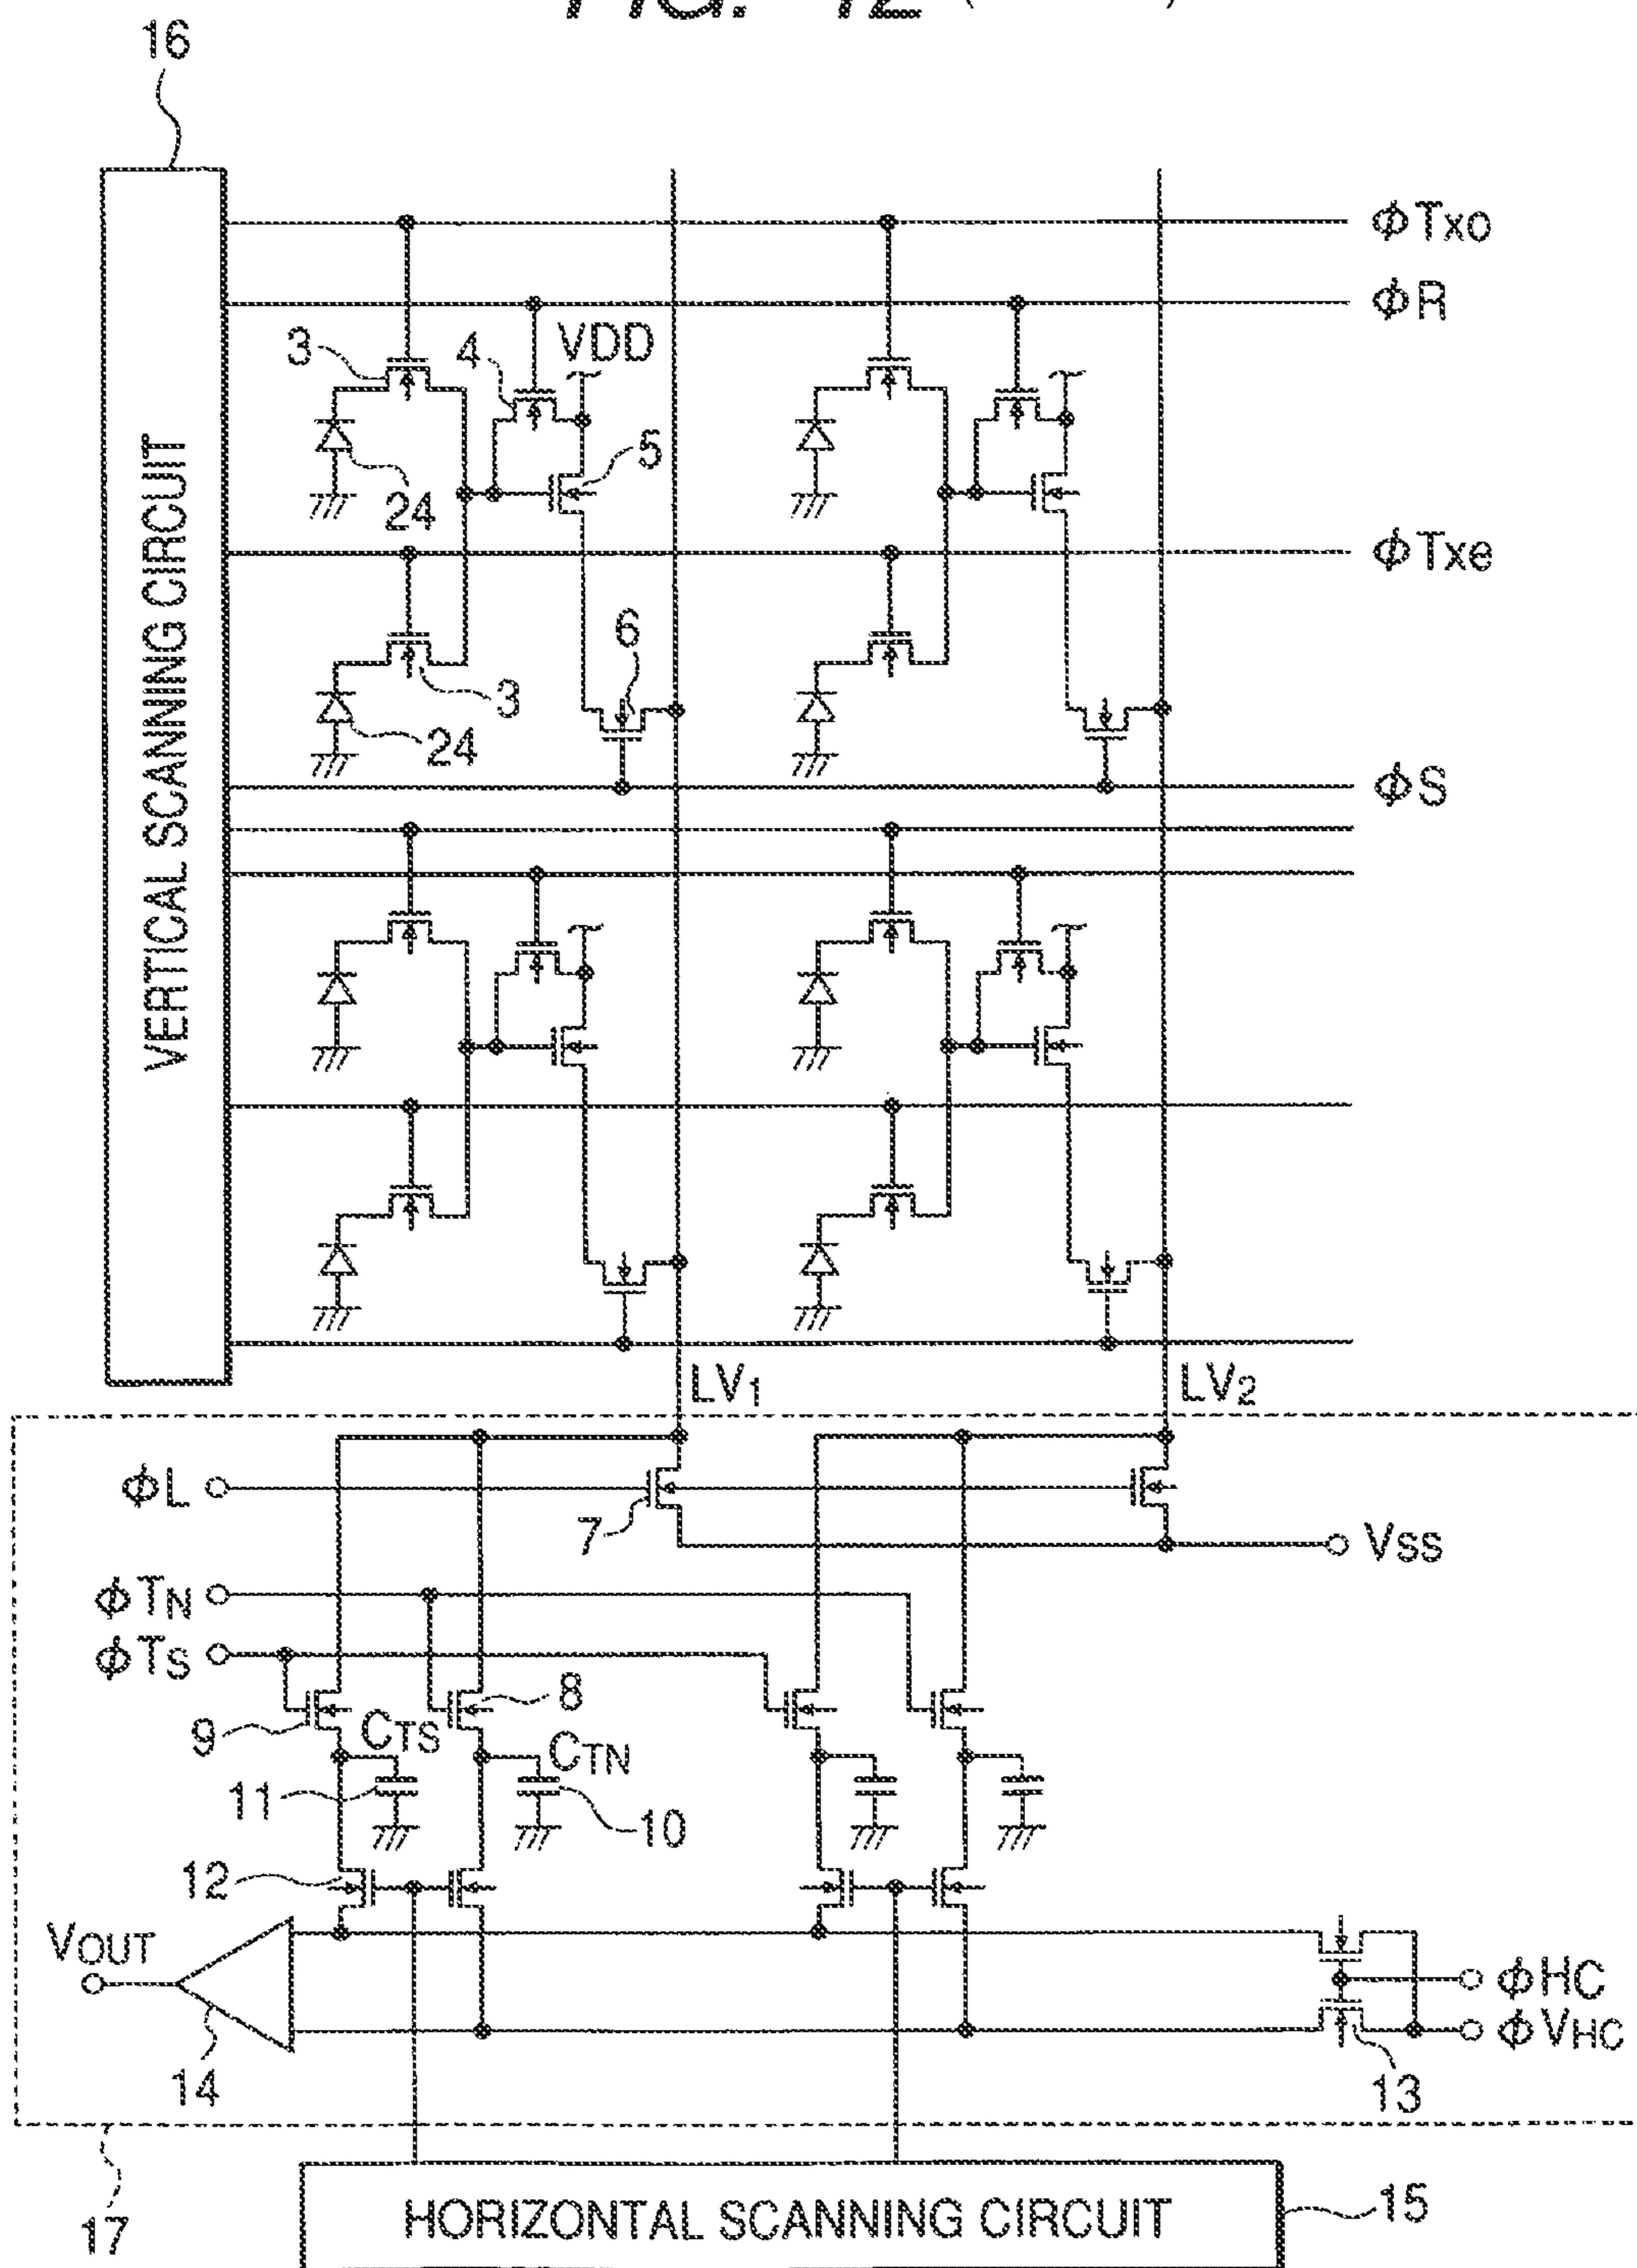 FIG. 12
16
ΦTxo
ΦR
3
4
VDD
5
24
ΦTxe
VERTICAL SCANNING CIRCUIT
6
3
24
ΦS
LV1
LV2
ΦL
7
VSS
ΦTN
ΦTS
8
9
CTS
CTN
11
10
12
VOUT
ΦHC
ΦVHC
14
13
17
HORIZONTAL SCANNING CIRCUIT
15